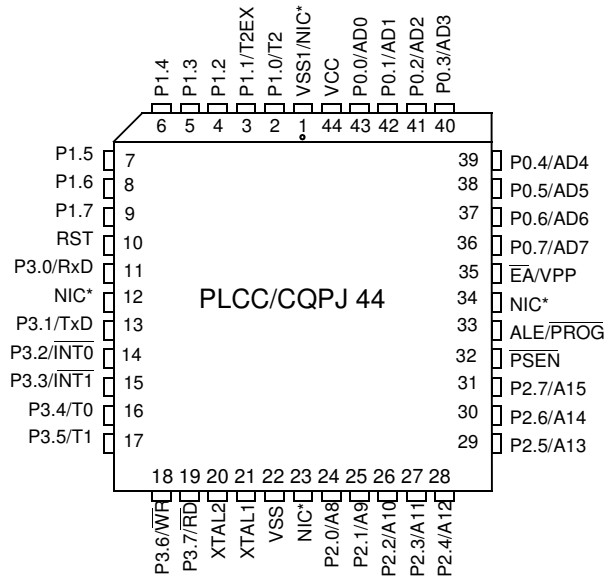 P1.4
P1.3
P1.2
P1.1/T2EX
P1.0/T2
VSS1/NIC*
VCC
P0.0/AD0
P0.1/AD1
P0.2/AD2
P0.3/AD3
6 5 4 3 2 1 44 43 42 41 40
P1.5 7
P1.6 8
P1.7 9
RST 10
P3.0/RxD 11
NIC* 12
P3.1/TxD 13
P3.2/INT0 14
P3.3/INT1 15
P3.4/T0 16
P3.5/T1 17
PLCC/CQPJ 44
39 P0.4/AD4
38 P0.5/AD5
37 P0.6/AD6
36 P0.7/AD7
35 EA/VPP
34 NIC*
33 ALE/PROG
32 PSEN
31 P2.7/A15
30 P2.6/A14
29 P2.5/A13
18 19 20 21 22 23 24 25 26 27 28
P3.6/WR
P3.7/RD
XTAL2
XTAL1
VSS
NIC*
P2.0/A8
P2.1/A9
P2.2/A10
P2.3/A11
P2.4/A12